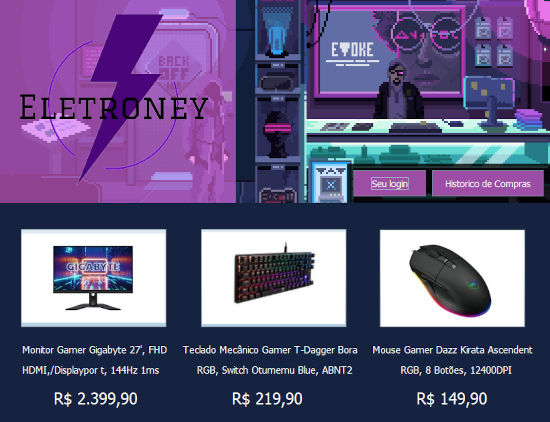 BACK
OFF
ELETRONEY
EVOKE
Seu login
Historico de Compras
GIGABYTE
Monitor Gamer Gigabyte 27', FHD
HDMI,/Displaypor t, 144Hz 1ms
R$ 2.399,90
Teclado Mecânico Gamer T-Dagger Bora
RGB, Switch Otumemu Blue, ABNT2
R$ 219,90
Mouse Gamer Dazz Kirata Ascendent
RGB, 8 Botões, 12400DPI
R$ 149,90